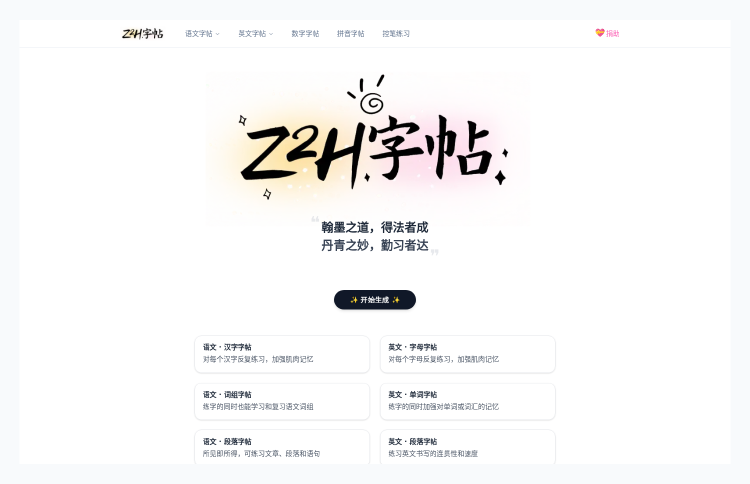 Z²H字帖
语文字帖
英文字帖
数字字帖
拼音字帖
控笔练习
💝 捐助
Z²H字帖
“翰墨之道，得法者成
丹青之妙，勤习者达”
✨ 开始生成 ✨
语文・汉字字帖
对每个汉字反复练习，加强肌肉记忆
英文・字母字帖
对每个字母反复练习，加强肌肉记忆
语文・词组字帖
练字的同时也能学习和复习语文词组
英文・单词字帖
练字的同时加强对单词或词汇的记忆
语文・段落字帖
所见即所得，可练习文章、段落和语句
英文・段落字帖
练习英文书写的连贯性和速度